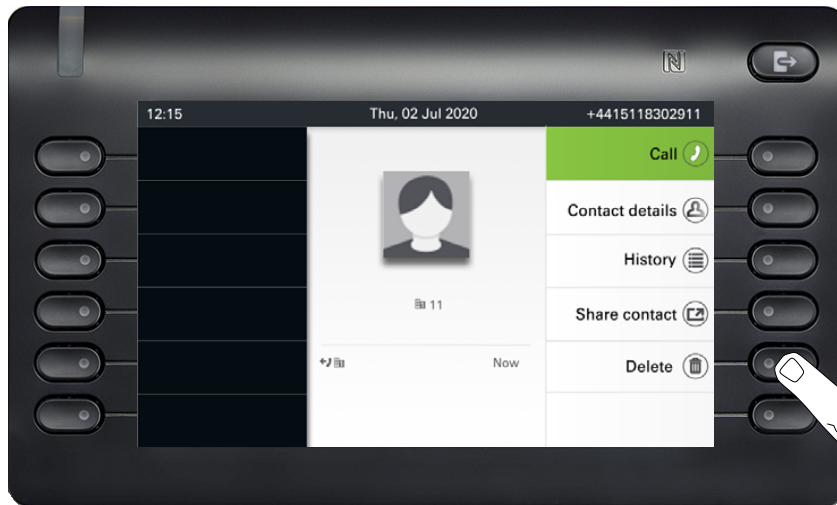 12:15 Thu, 02 Jul 2020 +4415118302911
Call
Contact details
History
11
Share contact
Now
Delete